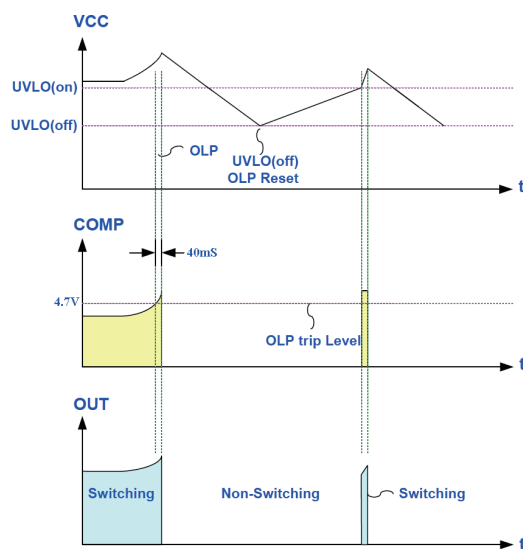 VCC
UVLO(on)
UVLO(off)
OLP
UVLO(off)
OLP Reset
t
COMP
40mS
4.7V
OLP trip Level
t
OUT
Switching
Non-Switching
Switching
t